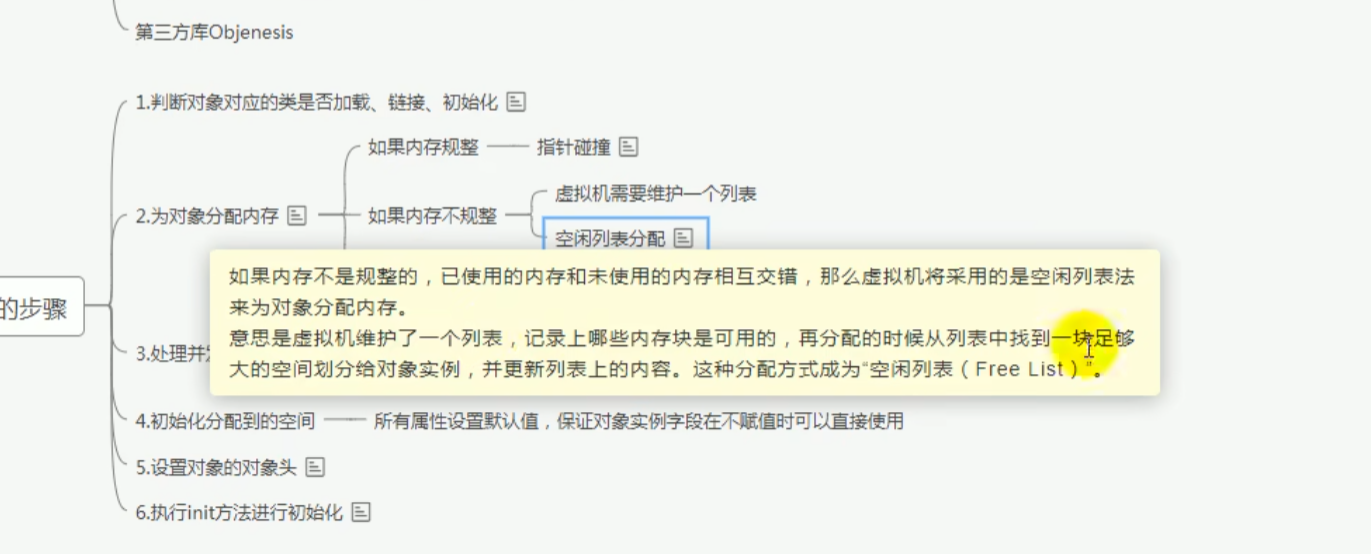 第三方库Objenesis
1.判断对象对应的类是否加载、链接、初始化
如果内存规整
指针碰撞
2.为对象分配内存
如果内存不规整
虚拟机需要维护一个列表
空闲列表分配
如果内存不是规整的，已使用的内存和未使用的内存相互交错，那么虚拟机将采用的是空闲列表法
来为对象分配内存。
意思是虚拟机维护了一个列表，记录上哪些内存块是可用的，再分配的时候从列表中找到一块足够
大的空间划分给对象实例，并更新列表上的内容。这种分配方式成为“空闲列表（Free List）”。
的步骤
3.处理并
4.初始化分配到的空间
所有属性设置默认值，保证对象实例字段在不赋值时可以直接使用
5.设置对象的对象头
6.执行init方法进行初始化